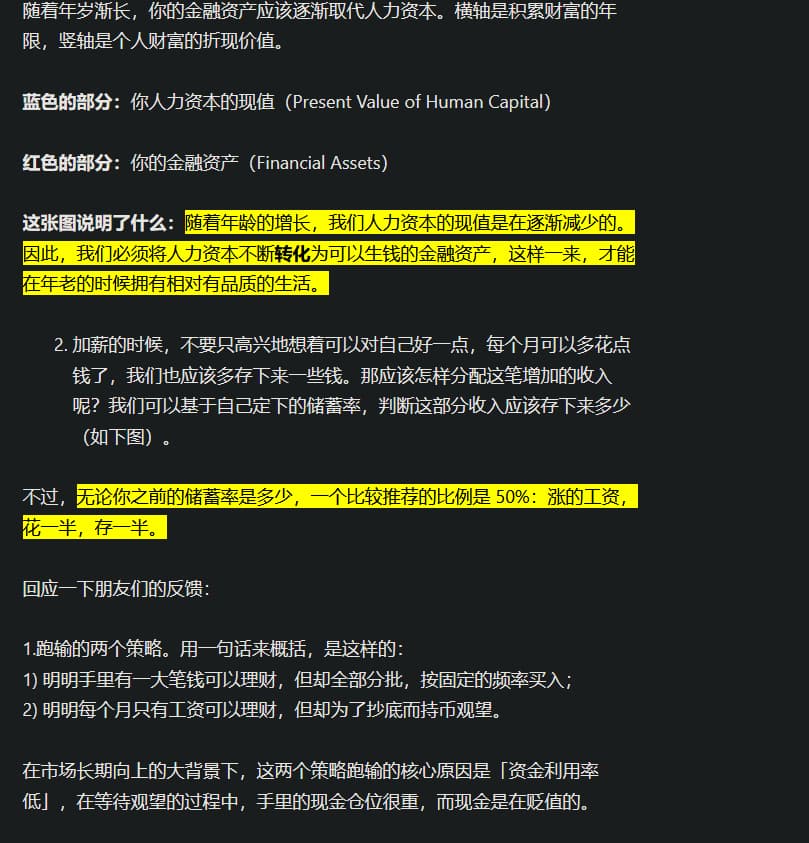 随着年岁渐长，你的金融资产应该逐渐取代人力资本。横轴是积累财富的年
限，竖轴是个人财富的折现价值。
蓝色的部分：你人力资本的现值（Present Value of Human Capital）
红色的部分：你的金融资产（Financial Assets）
这张图说明了什么：随着年龄的增长，我们人力资本的现值是在逐渐减少的。
因此，我们必须将人力资本不断转化为可以生钱的金融资产，这样一来，才能
在年老的时候拥有相对有品质的生活。
2. 加薪的时候，不要只高兴地想着可以对自己好一点，每个月可以多花点
钱了，我们也应该多存下来一些钱。那应该怎样分配这笔增加的收入
呢？我们可以基于自己定下的储蓄率，判断这部分收入应该存下来多少
（如下图）。
不过，无论你之前的储蓄率是多少，一个比较推荐的比例是 50%：涨的工资，
花一半，存一半。
回应一下朋友们的反馈：
1.跑输的两个策略。用一句话来概括，是这样的：
1) 明明手里有一大笔钱可以理财，但却全部分批，按固定的频率买入；
2) 明明每个月只有工资可以理财，但却为了抄底而持币观望。
在市场长期向上的大背景下，这两个策略跑输的核心原因是「资金利用率
低」，在等待观望的过程中，手里的现金仓位很重，而现金是在贬值的。